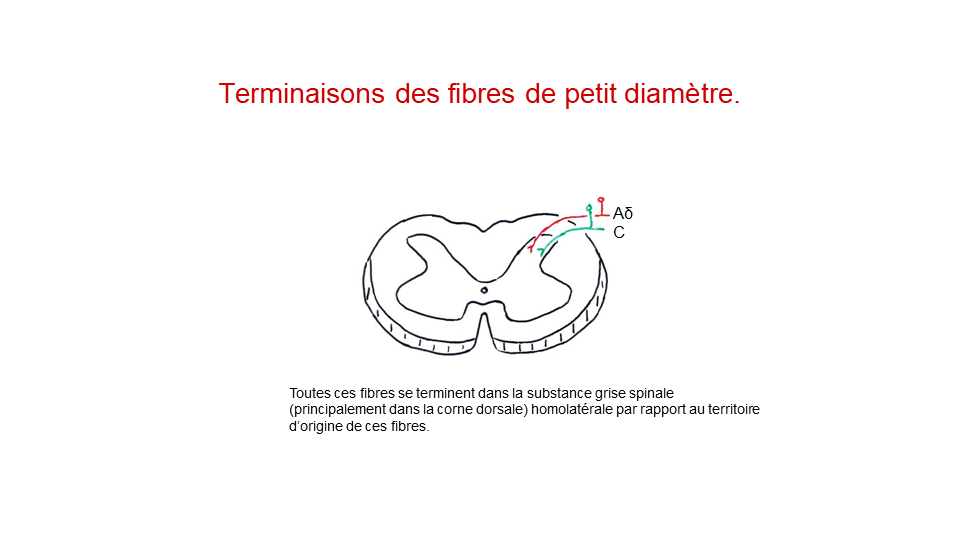 Terminaisons des fibres de petit diamètre.
Aδ
C
Toutes ces fibres se terminent dans la substance grise spinale
(principalement dans la corne dorsale) homolatérale par rapport au territoire
d’origine de ces fibres.